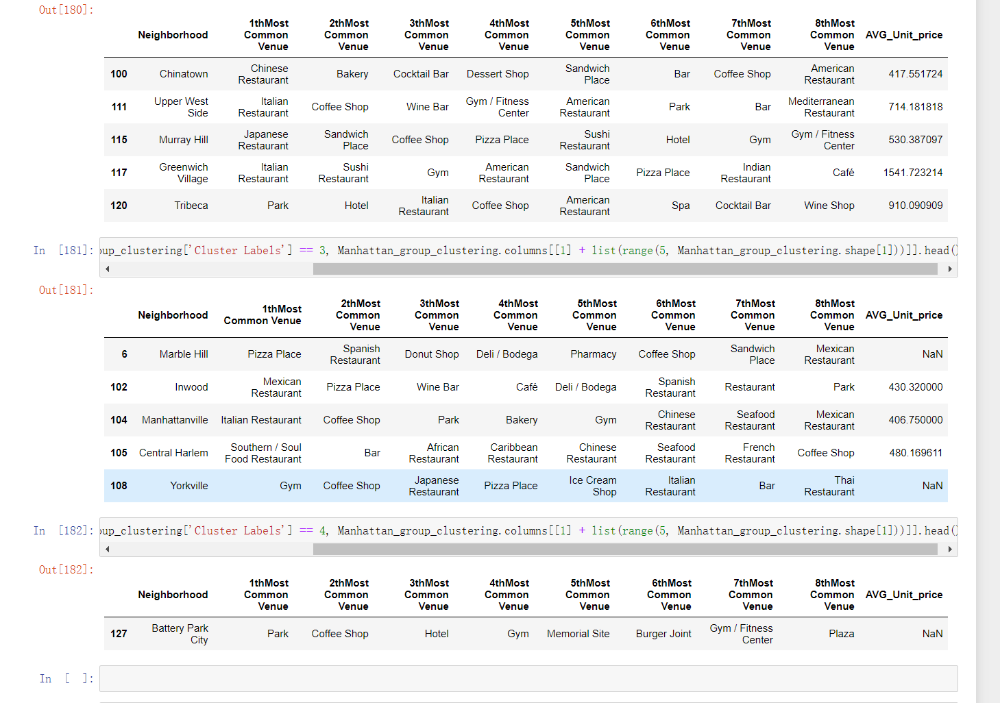 Out[180]:
Neighborhood 1thMost Common Venue 2thMost Common Venue 3thMost Common Venue 4thMost Common Venue 5thMost Common Venue 6thMost Common Venue 7thMost Common Venue 8thMost Common Venue AVG_Unit_price
100 Chinatown Chinese Restaurant Bakery Cocktail Bar Dessert Shop Sandwich Place Bar Coffee Shop American Restaurant 417.551724
111 Upper West Side Italian Restaurant Coffee Shop Wine Bar Gym / Fitness Center American Restaurant Park Bar Mediterranean Restaurant 714.181818
115 Murray Hill Japanese Restaurant Sandwich Place Coffee Shop Pizza Place Sushi Restaurant Hotel Gym Gym / Fitness Center 530.387097
117 Greenwich Village Italian Restaurant Sushi Restaurant Gym American Restaurant Sandwich Place Pizza Place Indian Restaurant Café 1541.723214
120 Tribeca Park Hotel Italian Restaurant Coffee Shop American Restaurant Spa Cocktail Bar Wine Shop 910.090909
In [181]: up_clustering['Cluster Labels'] == 3, Manhattan_group_clustering.columns[[1] + list(range(5, Manhattan_group_clustering.shape[1]))]].head()
Out[181]:
Neighborhood 1thMost Common Venue 2thMost Common Venue 3thMost Common Venue 4thMost Common Venue 5thMost Common Venue 6thMost Common Venue 7thMost Common Venue 8thMost Common Venue AVG_Unit_price
6 Marble Hill Pizza Place Spanish Restaurant Donut Shop Deli / Bodega Pharmacy Coffee Shop Sandwich Place Mexican Restaurant NaN
102 Inwood Mexican Restaurant Pizza Place Wine Bar Café Deli / Bodega Spanish Restaurant Restaurant Park 430.320000
104 Manhattanville Italian Restaurant Coffee Shop Park Bakery Gym Chinese Restaurant Seafood Restaurant Mexican Restaurant 406.750000
105 Central Harlem Southern / Soul Food Restaurant Bar African Restaurant Caribbean Restaurant Chinese Restaurant Seafood Restaurant French Restaurant Coffee Shop 480.169611
108 Yorkville Gym Coffee Shop Japanese Restaurant Pizza Place Ice Cream Shop Italian Restaurant Bar Thai Restaurant NaN
In [182]: up_clustering['Cluster Labels'] == 4, Manhattan_group_clustering.columns[[1] + list(range(5, Manhattan_group_clustering.shape[1]))]].head()
Out[182]:
Neighborhood 1thMost Common Venue 2thMost Common Venue 3thMost Common Venue 4thMost Common Venue 5thMost Common Venue 6thMost Common Venue 7thMost Common Venue 8thMost Common Venue AVG_Unit_price
127 Battery Park City Park Coffee Shop Hotel Gym Memorial Site Burger Joint Gym / Fitness Center Plaza NaN
In [ ]: